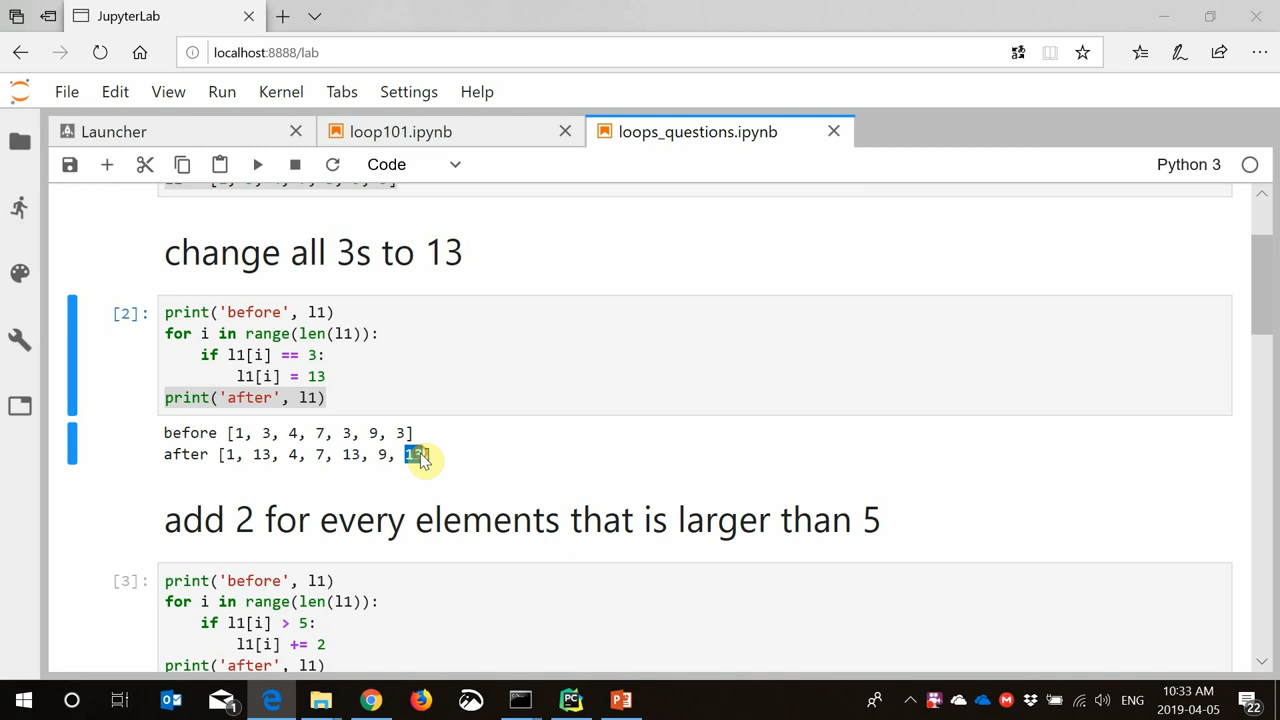 JupyterLab
localhost:8888/lab
File Edit View Run Kernel Tabs Settings Help
Launcher loop101.ipynb loops_questions.ipynb
Code Python 3
change all 3s to 13
[2]: print('before', l1)
for i in range(len(l1)):
if l1[i] == 3:
l1[i] = 13
print('after', l1)
before [1, 3, 4, 7, 3, 9, 3]
after [1, 13, 4, 7, 13, 9, 13]
add 2 for every elements that is larger than 5
[3]: print('before', l1)
for i in range(len(l1)):
if l1[i] > 5:
l1[i] += 2
print('after', l1)
ENG 10:33 AM
2019-04-05 22